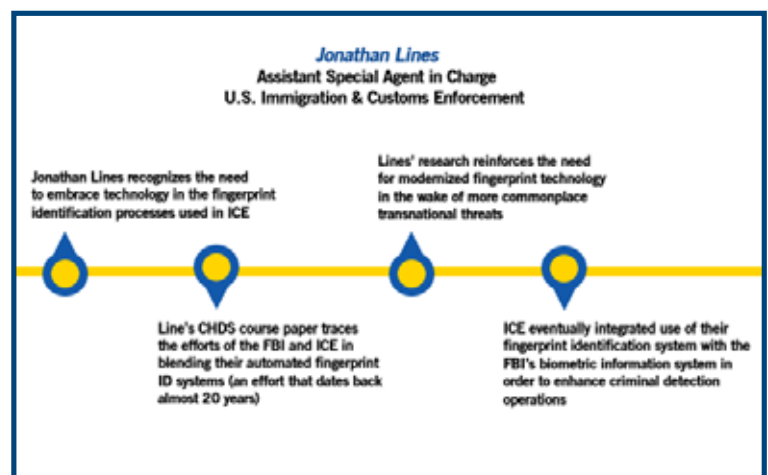 Jonathan Lines
Assistant Special Agent in Charge
U.S. Immigration & Customs Enforcement
Jonathan Lines recognizes the need
to embrace technology in the fingerprint
identification processes used in ICE
Line's CHDS course paper traces
the efforts of the FBI and ICE in
blending their automated fingerprint
ID systems (an effort that dates back
almost 20 years)
Lines' research reinforces the need
for modernized fingerprint technology
in the wake of more commonplace
transnational threats
ICE eventually integrated use of their
fingerprint identification system with the
FBI's biometric information system in
order to enhance criminal detection
operations